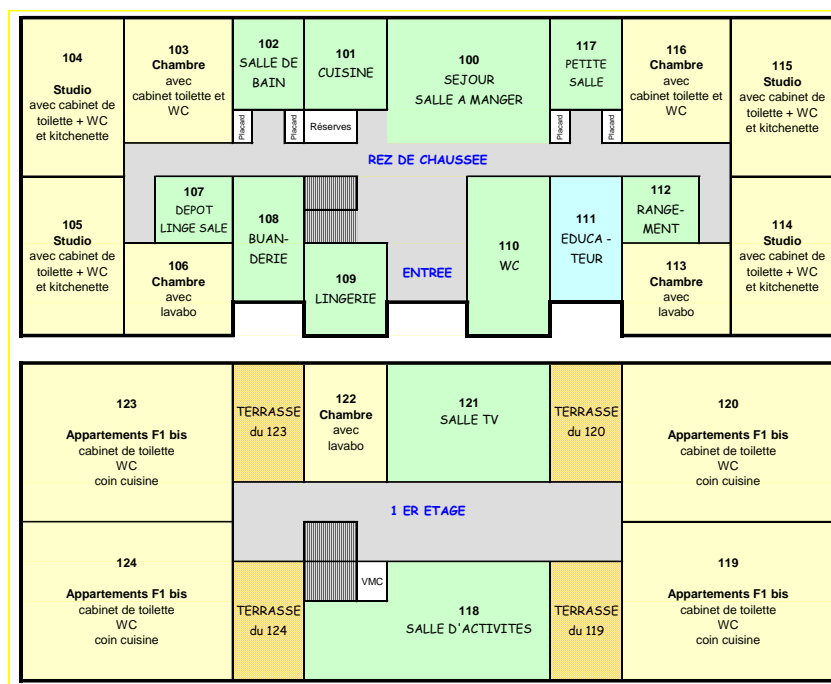 104
Studio
avec cabinet de
toilette + WC
et kitchenette
103
Chambre
avec
cabinet toilette et
WC
102
SALLE DE
BAIN
101
CUISINE
100
SEJOUR
SALLE A MANGER
117
PETITE
SALLE
116
Chambre
avec
cabinet toilette et
WC
115
Studio
avec cabinet de
toilette + WC
et kitchenette
Placard
Placard
Réserves
Placard
Placard
REZ DE CHAUSSEE
105
Studio
avec cabinet de
toilette + WC
et kitchenette
107
DEPOT
LINGE SALE
106
Chambre
avec
lavabo
108
BUAN-
DERIE
109
LINGERIE
ENTREE
110
WC
111
EDUCA -
TEUR
112
RANGE-
MENT
113
Chambre
avec
lavabo
114
Studio
avec cabinet de
toilette + WC
et kitchenette
123
Appartements F1 bis
cabinet de toilette
WC
coin cuisine
TERRASSE
du 123
122
Chambre
avec
lavabo
121
SALLE TV
TERRASSE
du 120
120
Appartements F1 bis
cabinet de toilette
WC
coin cuisine
1 ER ETAGE
124
Appartements F1 bis
cabinet de toilette
WC
coin cuisine
TERRASSE
du 124
VMC
118
SALLE D'ACTIVITES
TERRASSE
du 119
119
Appartements F1 bis
cabinet de toilette
WC
coin cuisine